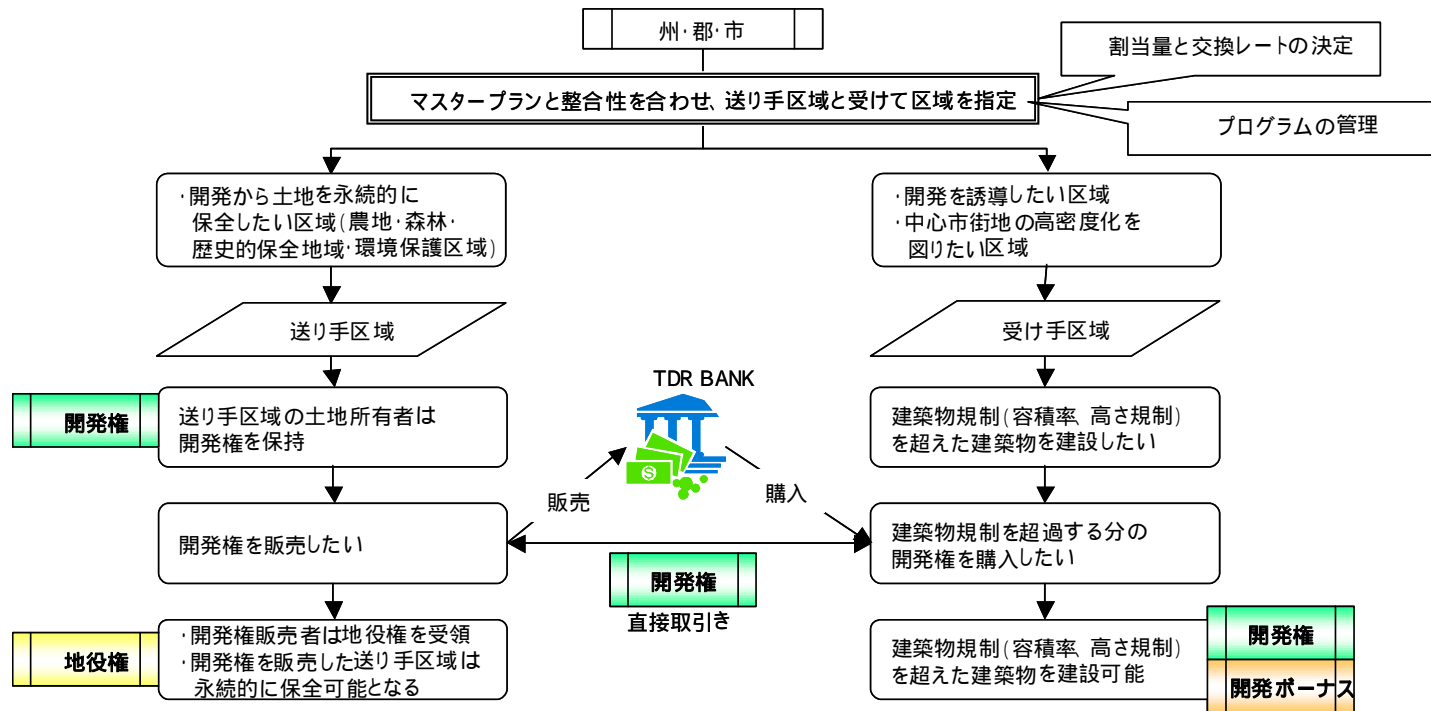 州・郡・市
割当量と交換レートの決定
マスタープランと整合性を合わせ、送り手区域と受けて区域を指定
プログラムの管理
・開発から土地を永続的に
保全したい区域(農地・森林・
歴史的保全地域・環境保護区域)
・開発を誘導したい区域
・中心市街地の高密度化を
図りたい区域
送り手区域
受け手区域
TDR BANK
開発権
送り手区域の土地所有者は
開発権を保持
建築物規制(容積率、高さ規制)
を超えた建築物を建設したい
販売
購入
開発権を販売したい
建築物規制を超過する分の
開発権を購入したい
開発権
直接取引き
地役権
・開発権販売者は地役権を受領
・開発権を販売した送り手区域は
永続的に保全可能となる
建築物規制(容積率、高さ規制)
を超えた建築物を建設可能
開発権
開発ボーナス